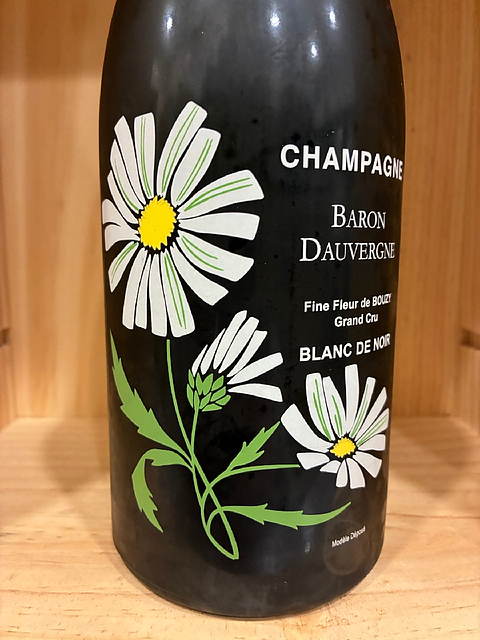 CHAMPAGNE
BARON
DAUVERGNE
Fine Fleur de BOUZY
Grand Cru
BLANC DE NOIR
Modèle Déposé